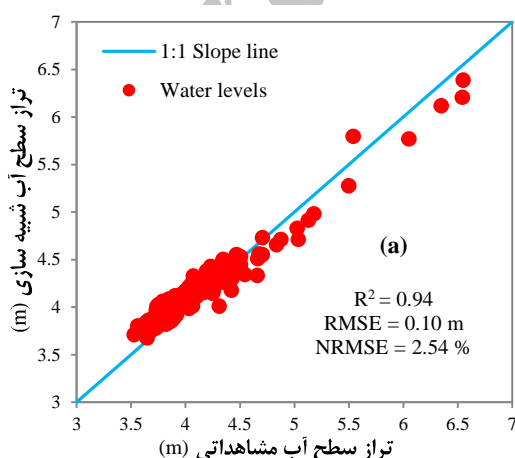 7
6.5
6
5.5
5
4.5
4
3.5
3
1:1 Slope line
Water levels
(a)
R2 = 0.94
RMSE = 0.10 m
NRMSE = 2.54 %
3 3.5 4 4.5 5 5.5 6 6.5 7
تراز سطح آب مشاهداتی (m)
تراز سطح آب شبیه سازی (m)